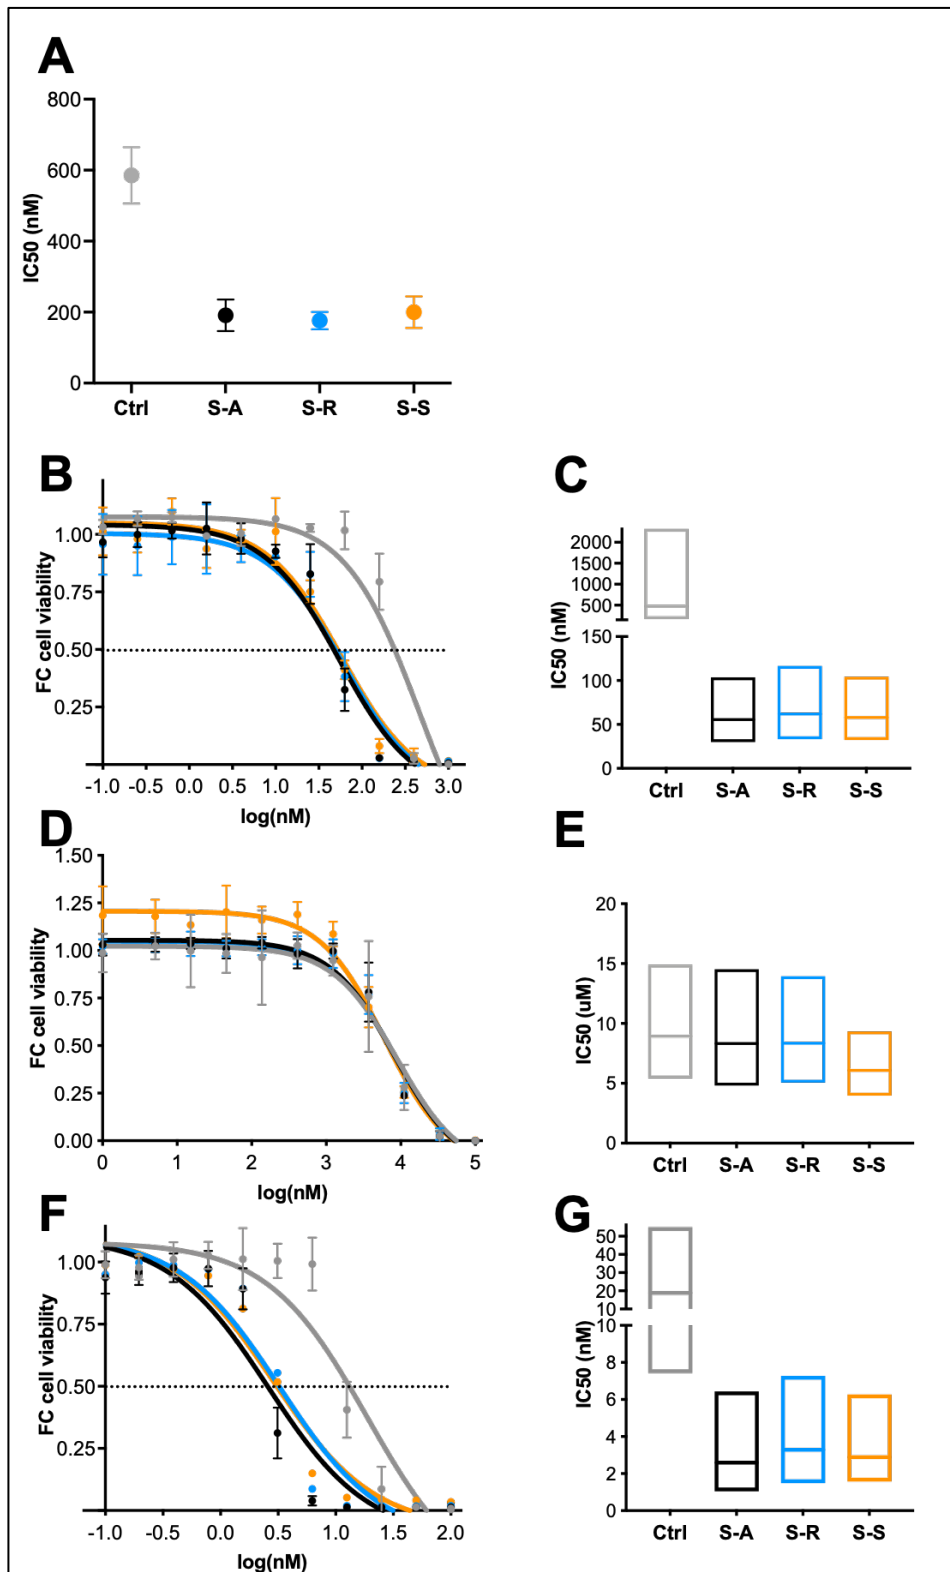 A
800
600
400
200
0
IC50 (nM)
Ctrl S-A S-R S-S
B
1.00
0.75
0.50
0.25
FC cell viability
-1.0 -0.5 0.0 0.5 1.0 1.5 2.0 2.5 3.0
log(nM)
C
2000
1500
1000
500
150
100
50
0
IC50 (nM)
Ctrl S-A S-R S-S
D
1.50
1.25
1.00
0.75
0.50
0.25
0.00
FC cell viability
0 1 2 3 4 5
log(nM)
E
20
15
10
5
0
IC50 (uM)
Ctrl S-A S-R S-S
F
1.00
0.75
0.50
0.25
FC cell viability
-1.0 -0.5 0.0 0.5 1.0 1.5 2.0
log(nM)
G
50
40
30
20
10
10
8
6
4
2
0
IC50 (nM)
Ctrl S-A S-R S-S